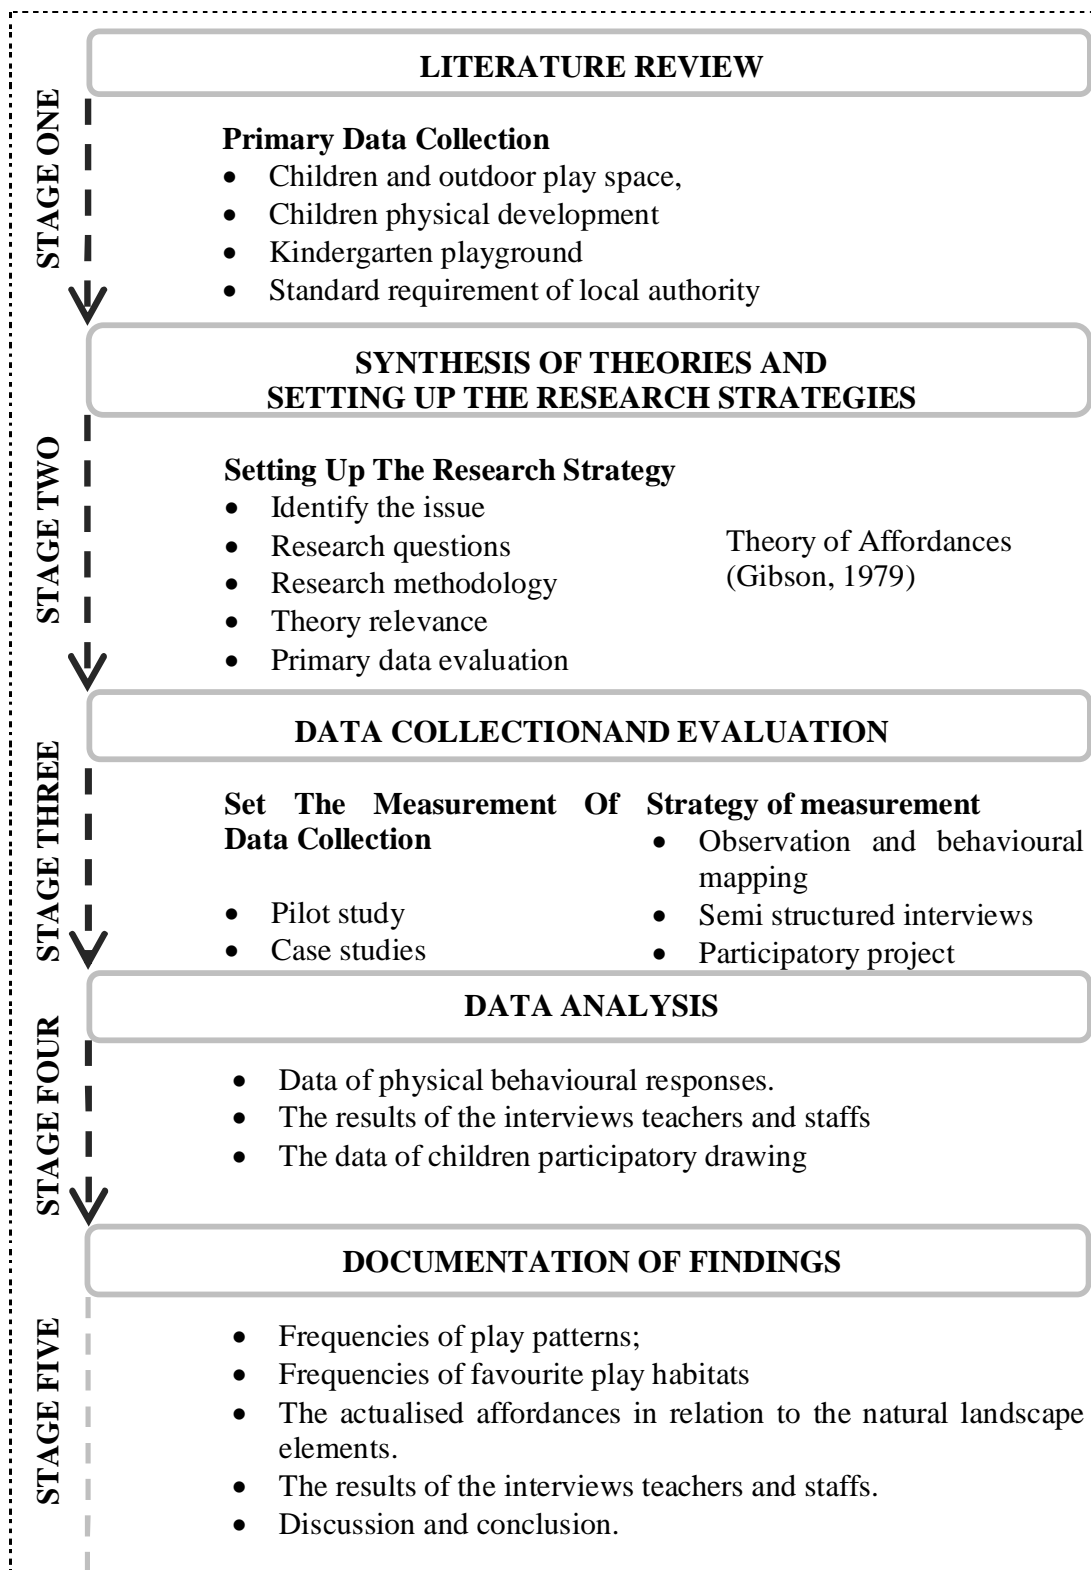 LITERATURE REVIEW
STAGE ONE
Primary Data Collection
• Children and outdoor play space,
• Children physical development
• Kindergarten playground
• Standard requirement of local authority
SYNTHESIS OF THEORIES AND
SETTING UP THE RESEARCH STRATEGIES
STAGE TWO
Setting Up The Research Strategy
• Identify the issue
• Research questions
• Research methodology
• Theory relevance
• Primary data evaluation
Theory of Affordances
(Gibson, 1979)
DATA COLLECTIONAND EVALUATION
STAGE THREE
Set The Measurement Of
Data Collection
• Pilot study
• Case studies
Strategy of measurement
• Observation and behavioural
mapping
• Semi structured interviews
• Participatory project
DATA ANALYSIS
STAGE FOUR
• Data of physical behavioural responses.
• The results of the interviews teachers and staffs
• The data of children participatory drawing
DOCUMENTATION OF FINDINGS
STAGE FIVE
• Frequencies of play patterns;
• Frequencies of favourite play habitats
• The actualised affordances in relation to the natural landscape
elements.
• The results of the interviews teachers and staffs.
• Discussion and conclusion.